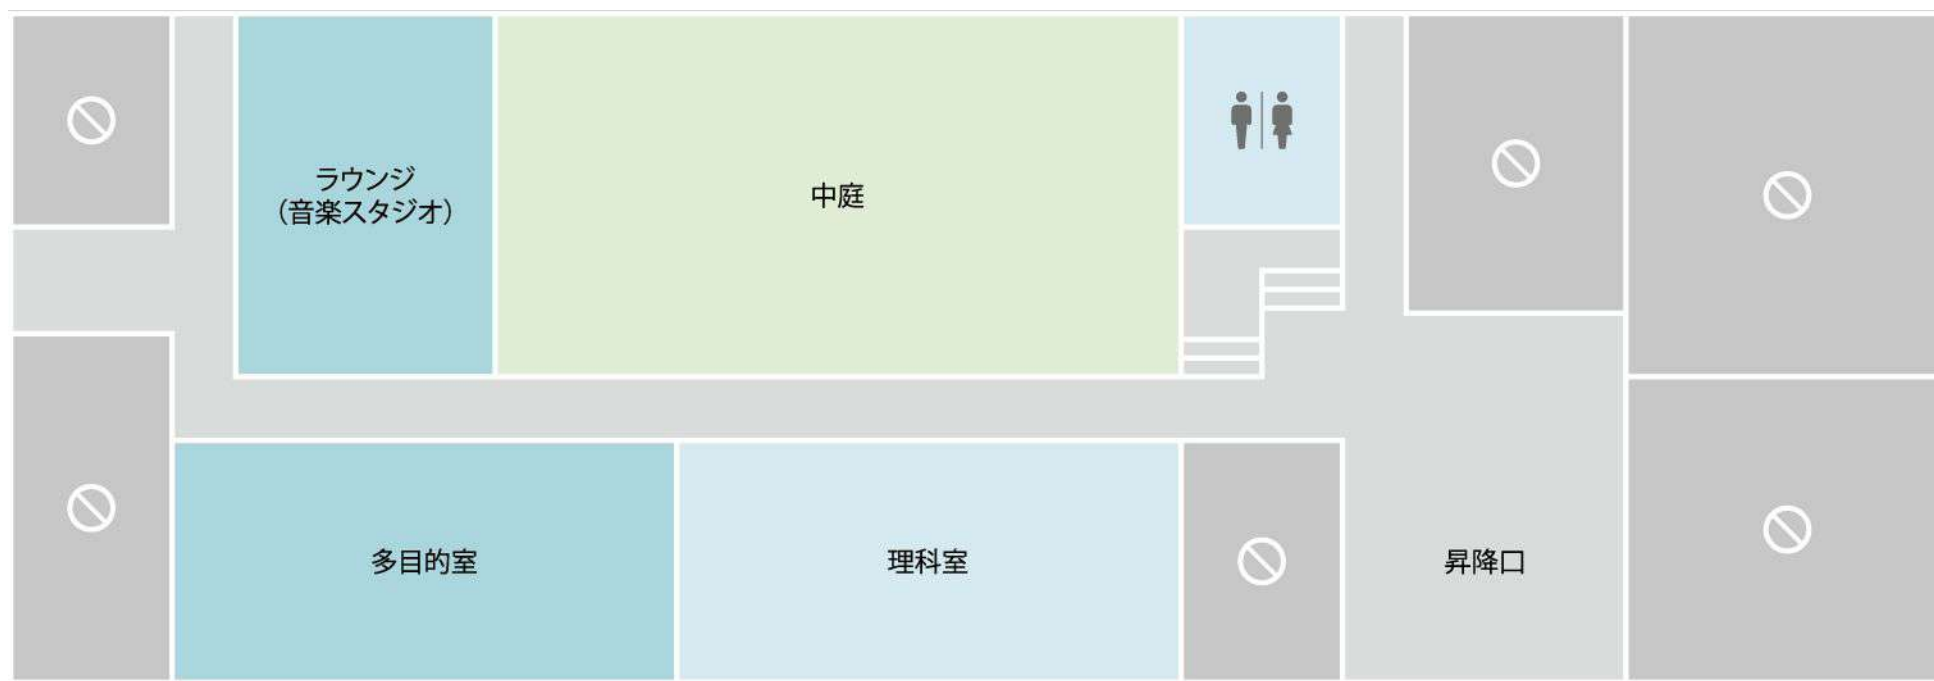 ラウンジ
（音楽スタジオ）
中庭
多目的室
理科室
昇降口